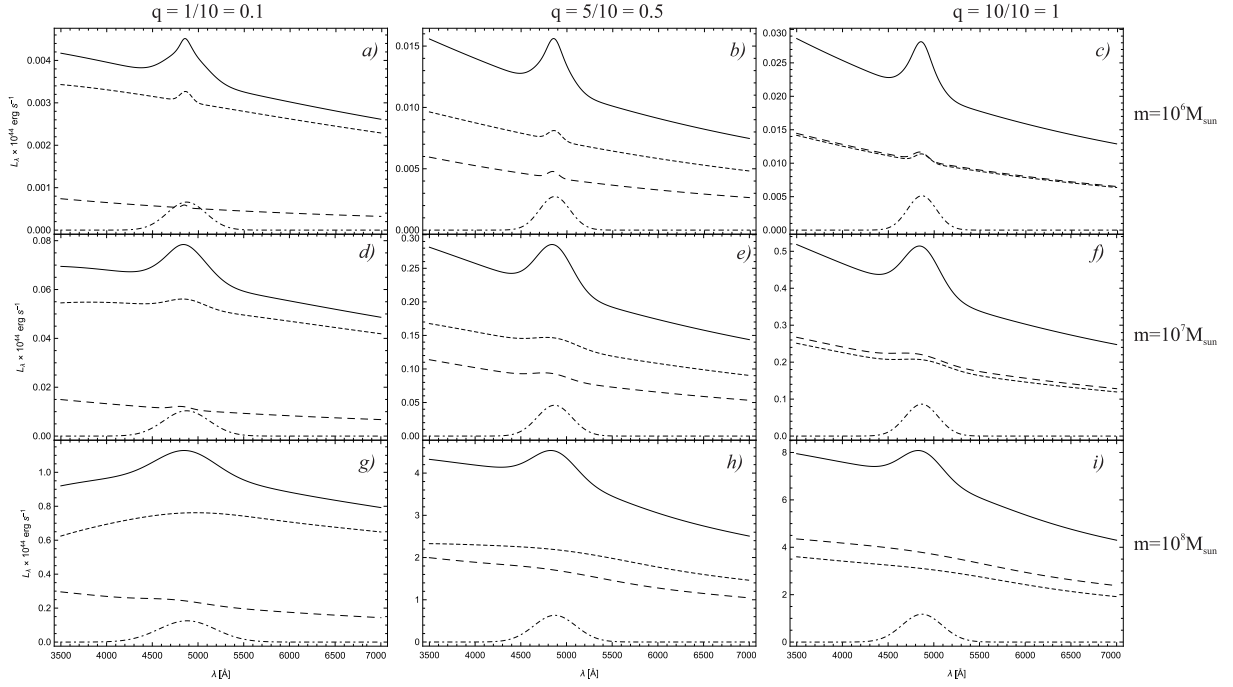 q = 1/10 = 0.1 q = 5/10 = 0.5 q = 10/10 = 1
a) b) c)
0.004 0.003 0.002 0.001 0.000
0.015 0.010 0.005 0.000
0.030 0.025 0.020 0.015 0.010 0.005 0.000
Lλ × 10⁴⁴ erg s⁻¹
m=10⁶Msun
d) e) f)
0.08 0.06 0.04 0.02 0.00
0.30 0.25 0.20 0.15 0.10 0.05 0.00
0.5 0.4 0.3 0.2 0.1 0.0
Lλ × 10⁴⁴ erg s⁻¹
m=10⁷Msun
g) h) i)
1.0 0.8 0.6 0.4 0.2 0.0
4 3 2 1 0
8 6 4 2 0
Lλ × 10⁴⁴ erg s⁻¹
m=10⁸Msun
3500 4000 4500 5000 5500 6000 6500 7000
3500 4000 4500 5000 5500 6000 6500 7000
3500 4000 4500 5000 5500 6000 6500 7000
λ [Å] λ [Å] λ [Å]